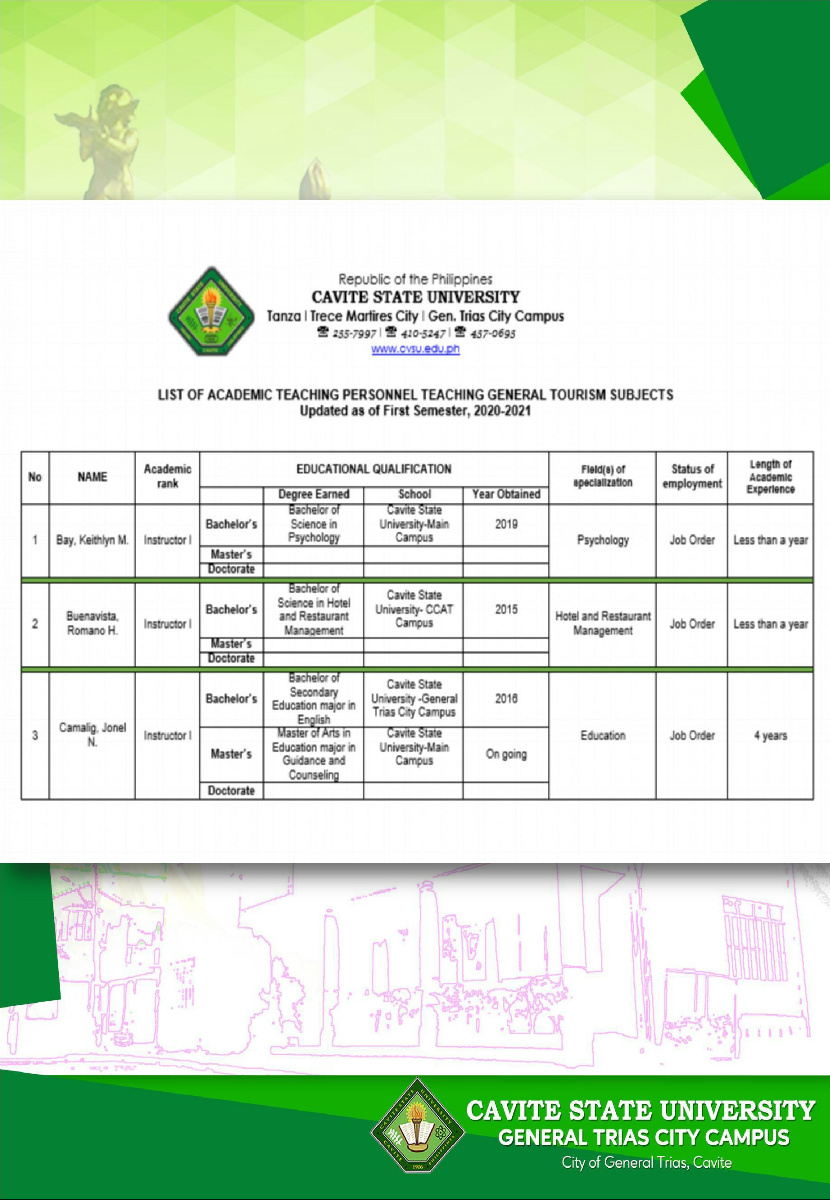 Republic of the Philippines
CAVITE STATE UNIVERSITY
Tanza | Trece Martires City | Gen. Trias City Campus
☎ 235-7997 | ☎ 410-5247 | ☎ 437-0693
www.cvsu.edu.ph
LIST OF ACADEMIC TEACHING PERSONNEL TEACHING GENERAL TOURISM SUBJECTS
Updated as of First Semester, 2020-2021
No
NAME
Academic
rank
EDUCATIONAL QUALIFICATION
Degree Earned
School
Year Obtained
Field(s) of
specialization
Status of
employment
Length of
Academic
Experience
1
Bay, Keithlyn M.
Instructor I
Bachelor's
Bachelor of
Science in
Psychology
Cavite State
University-Main
Campus
2019
Master's
Doctorate
Psychology
Job Order
Less than a year
2
Buenavista,
Romano H.
Instructor I
Bachelor's
Bachelor of
Science in Hotel
and Restaurant
Management
Cavite State
University- CCAT
Campus
2015
Master's
Doctorate
Hotel and Restaurant
Management
Job Order
Less than a year
3
Camalig, Jonel
N.
Instructor I
Bachelor's
Bachelor of
Secondary
Education major in
English
Cavite State
University -General
Trias City Campus
2016
Master's
Master of Arts in
Education major in
Guidance and
Counseling
Cavite State
University-Main
Campus
On going
Doctorate
Education
Job Order
4 years
CAVITE STATE UNIVERSITY
GENERAL TRIAS CITY CAMPUS
City of General Trias, Cavite